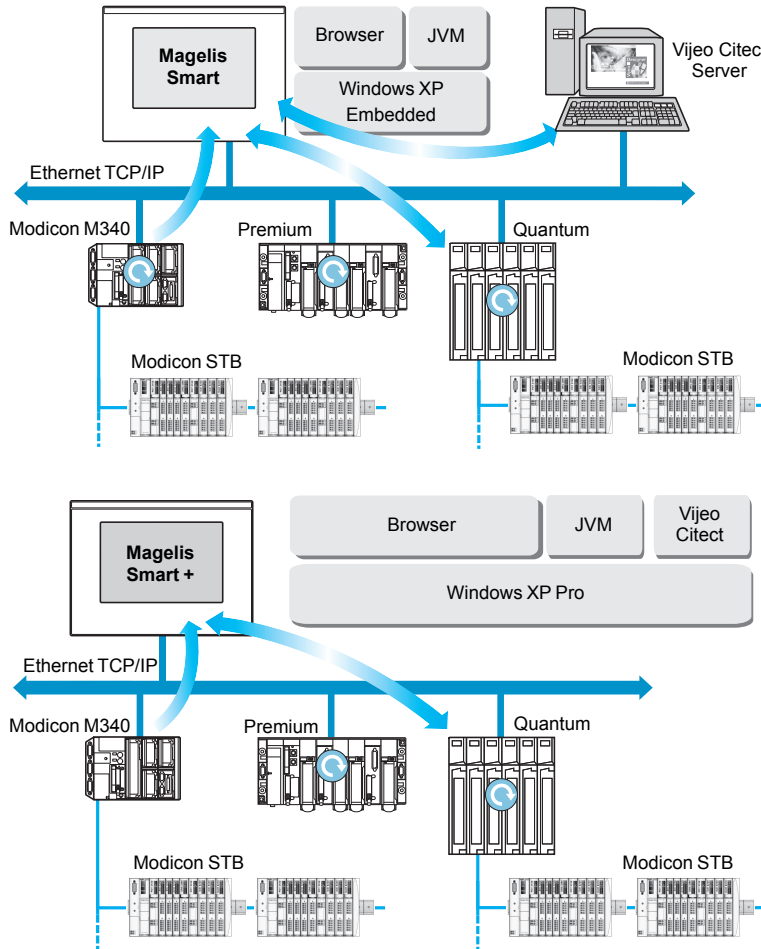 Browser
JVM
Magelis
Smart
Windows XP
Embedded
Vijeo Citec
Server
Ethernet TCP/IP
Modicon M340
Premium
Quantum
Modicon STB
Modicon STB
Magelis
Smart +
Browser
JVM
Vijeo
Citect
Windows XP Pro
Ethernet TCP/IP
Modicon M340
Premium
Quantum
Modicon STB
Modicon STB